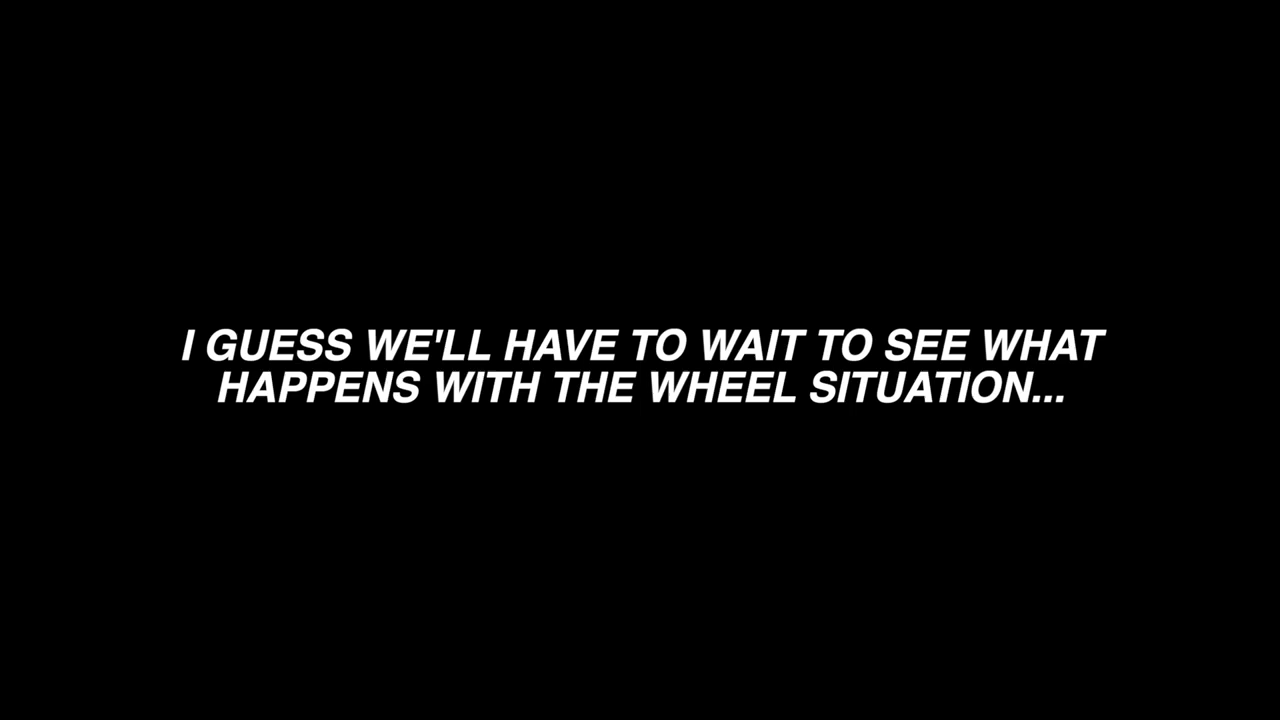 I GUESS WE'LL HAVE TO WAIT TO SEE WHAT
HAPPENS WITH THE WHEEL SITUATION...